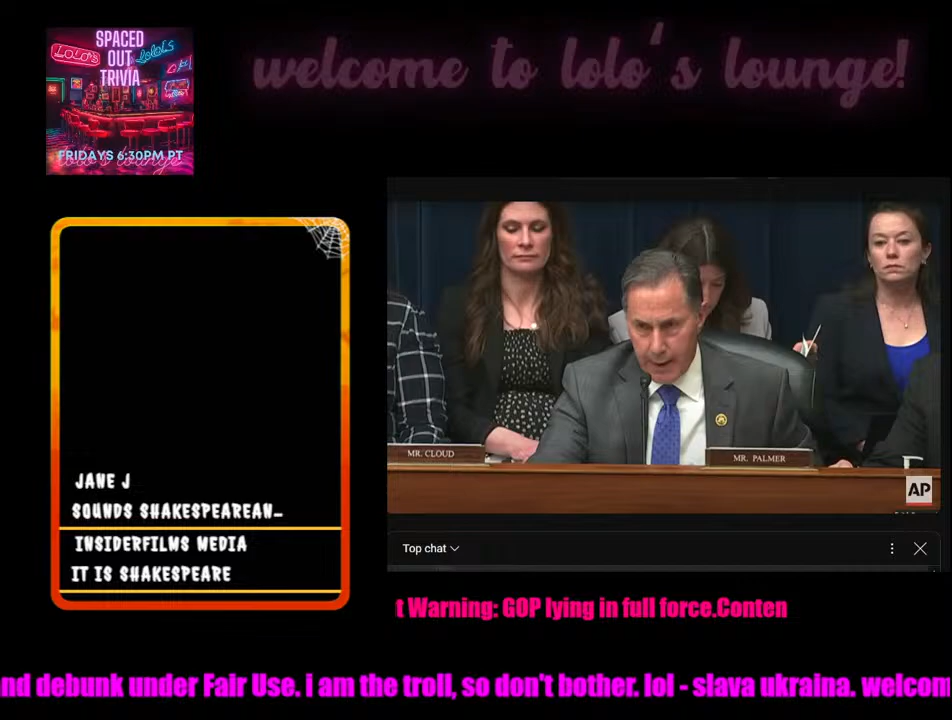 SPACED
OUT
TRIVIA
LOLO'S
FRIDAYS 6:30PM PT
lolo's lounge
welcome to lolo's lounge!
MR. CLOUD
MR. PALMER
AP
JANE J
SOUNDS SHAKESPEAREAN-
INSIDERFILMS MEDIA
IT IS SHAKESPEARE
Top chat
t Warning: GOP lying in full force.Conten
nd debunk under Fair Use. i am the troll, so don't bother. lol - slava ukraina. welcom